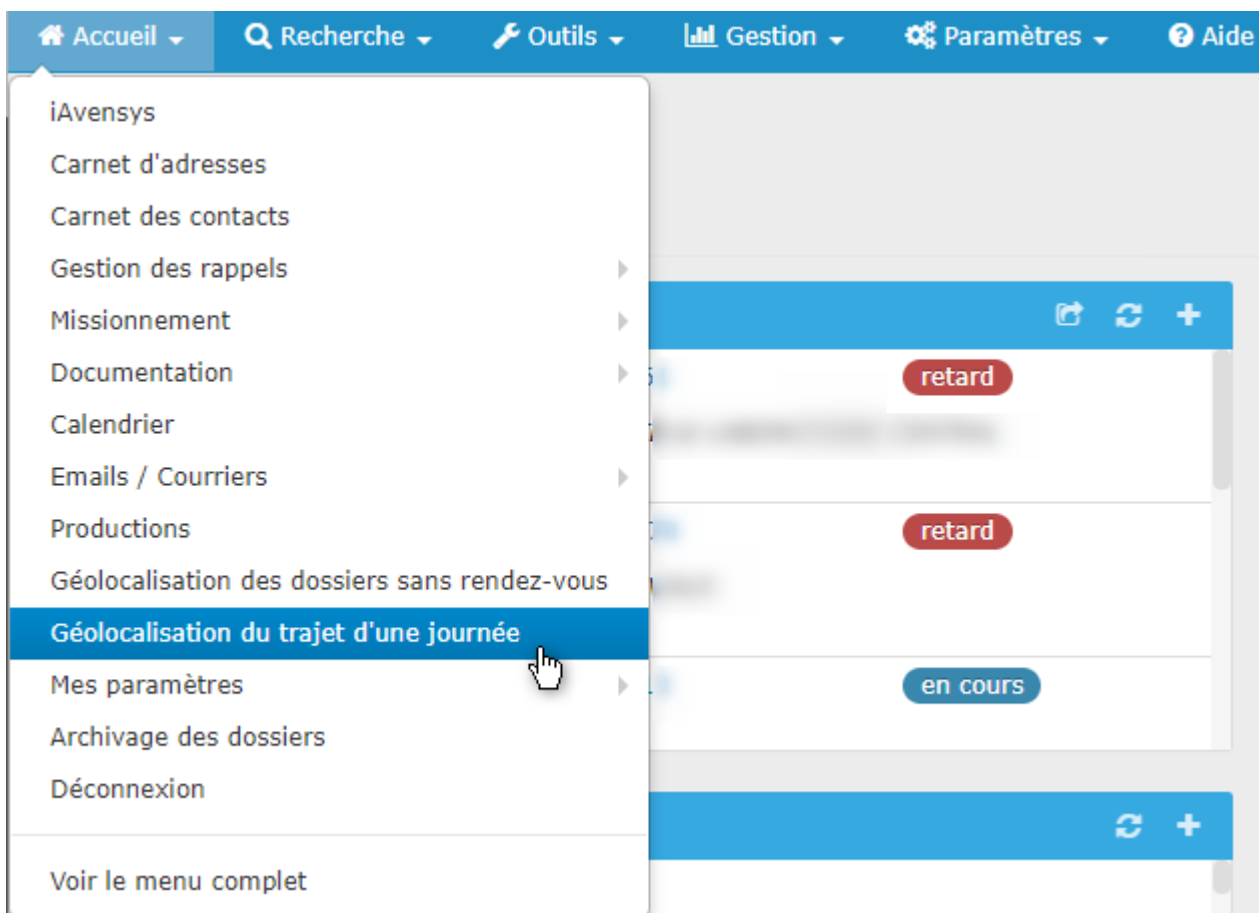 Accueil Recherche Outils Gestion Paramètres Aide
iAvensys
Carnet d'adresses
Carnet des contacts
Gestion des rappels
Missionnement
Documentation
retard
Calendrier
Emails / Courriers
Productions
retard
Géolocalisation des dossiers sans rendez-vous
Géolocalisation du trajet d'une journée
Mes paramètres
en cours
Archivage des dossiers
Déconnexion
Voir le menu complet